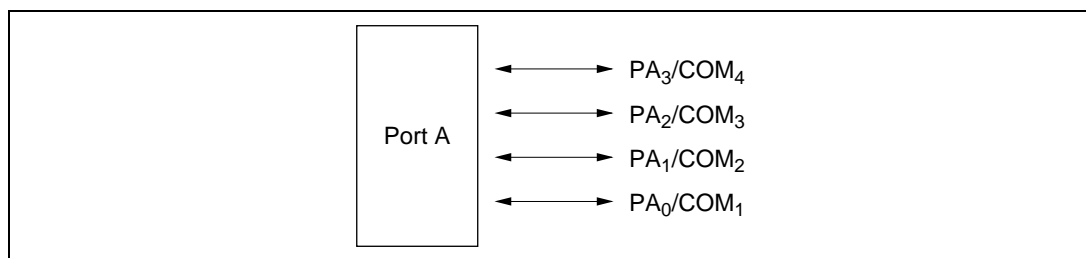 PA₃/COM₄
PA₂/COM₃
Port A
PA₁/COM₂
PA₀/COM₁